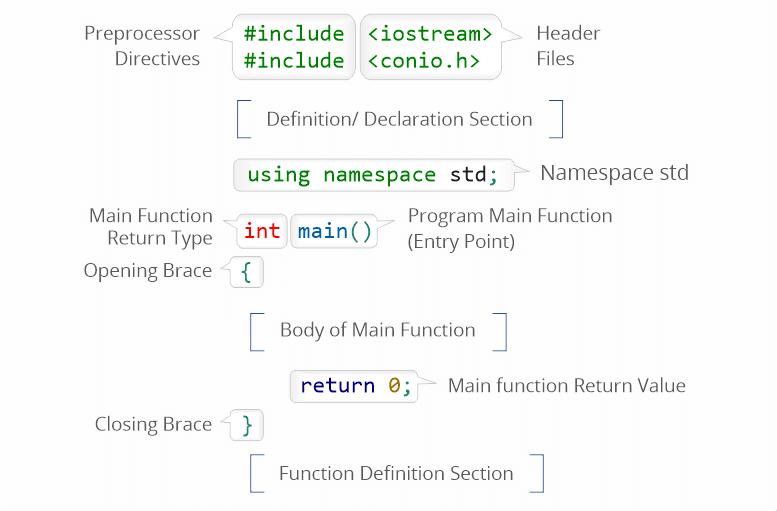 Preprocessor
Directives
#include <iostream>
#include <conio.h>
Header
Files
Definition/ Declaration Section
using namespace std;
Namespace std
Main Function
Return Type
int main()
Program Main Function
(Entry Point)
Opening Brace
{
Body of Main Function
return 0;
Main function Return Value
Closing Brace
}
Function Definition Section